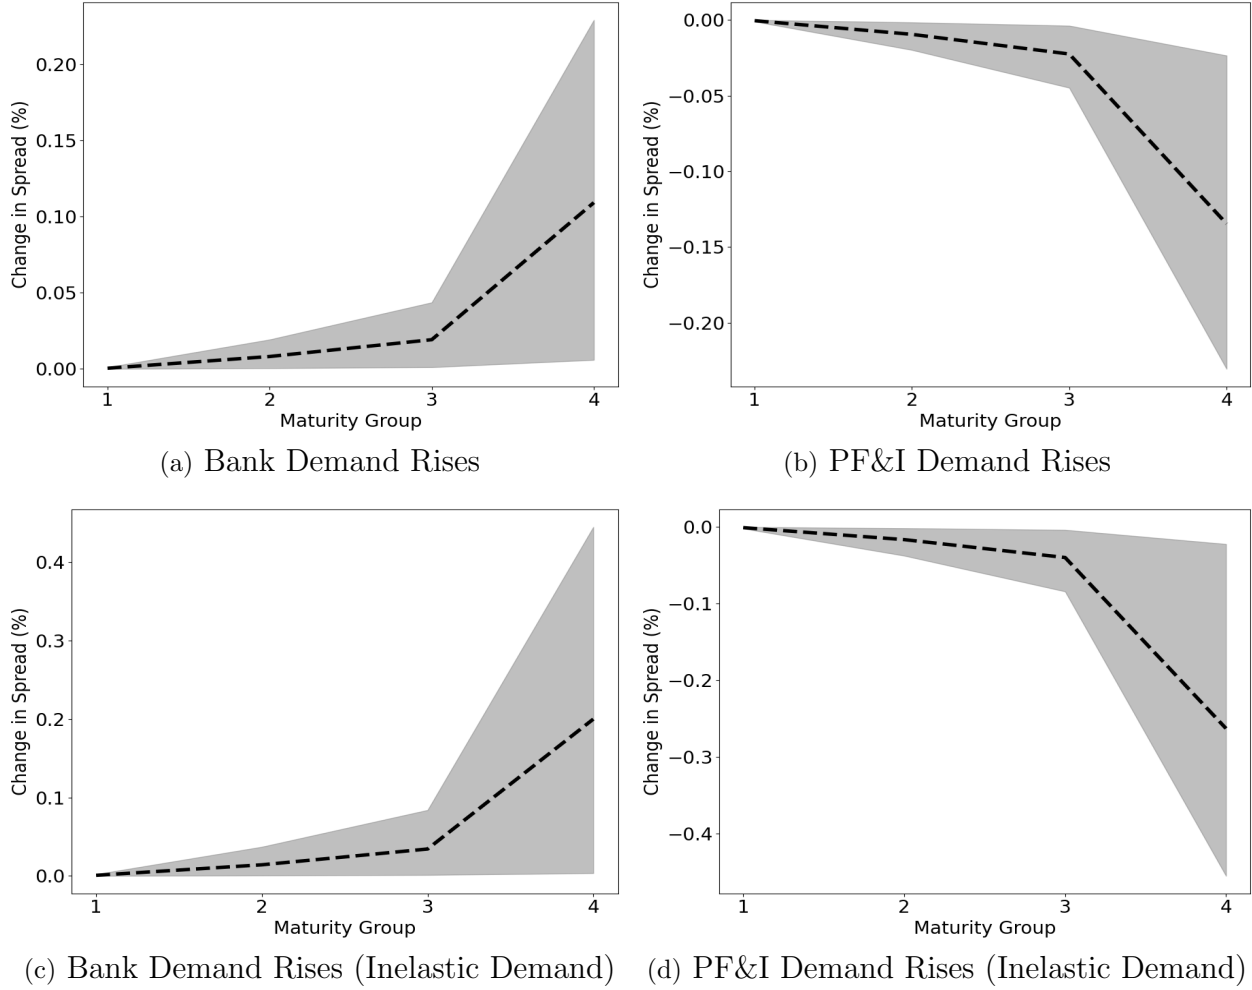 0.20
0.15
0.10
0.05
0.00
Change in Spread (%)
1 2 3 4
Maturity Group
(a) Bank Demand Rises
0.00
−0.05
−0.10
−0.15
−0.20
Change in Spread (%)
1 2 3 4
Maturity Group
(b) PF&I Demand Rises
0.4
0.3
0.2
0.1
0.0
Change in Spread (%)
1 2 3 4
Maturity Group
(c) Bank Demand Rises (Inelastic Demand)
0.0
−0.1
−0.2
−0.3
−0.4
Change in Spread (%)
1 2 3 4
Maturity Group
(d) PF&I Demand Rises (Inelastic Demand)